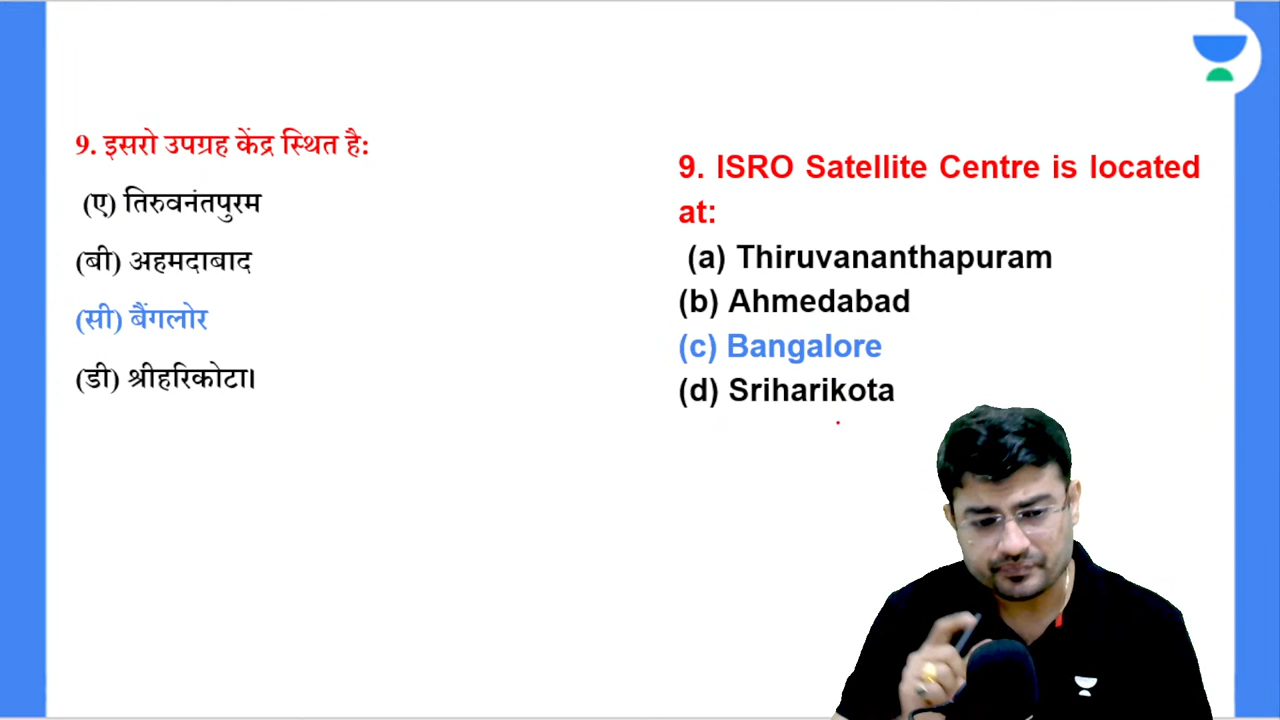 9. इसरो उपग्रह केंद्र स्थित है:
(ए) तिरुवनंतपुरम
(बी) अहमदाबाद
(सी) बैंगलोर
(डी) श्रीहरिकोटा।
9. ISRO Satellite Centre is located
at:
(a) Thiruvananthapuram
(b) Ahmedabad
(c) Bangalore
(d) Sriharikota